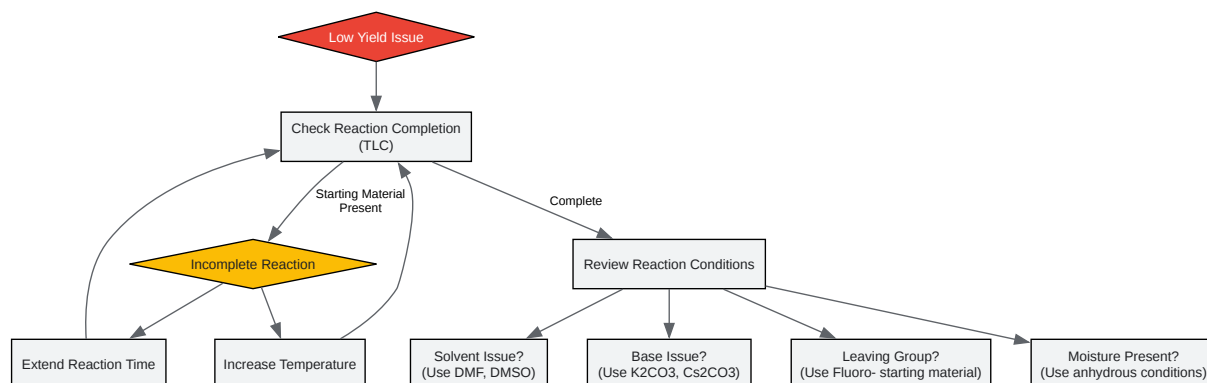 Low Yield Issue
Check Reaction Completion
(TLC)
Starting Material
Present
Complete
Incomplete Reaction
Review Reaction Conditions
Extend Reaction Time
Increase Temperature
Solvent Issue?
(Use DMF, DMSO)
Base Issue?
(Use K2CO3, Cs2CO3)
Leaving Group?
(Use Fluoro- starting material)
Moisture Present?
(Use anhydrous conditions)